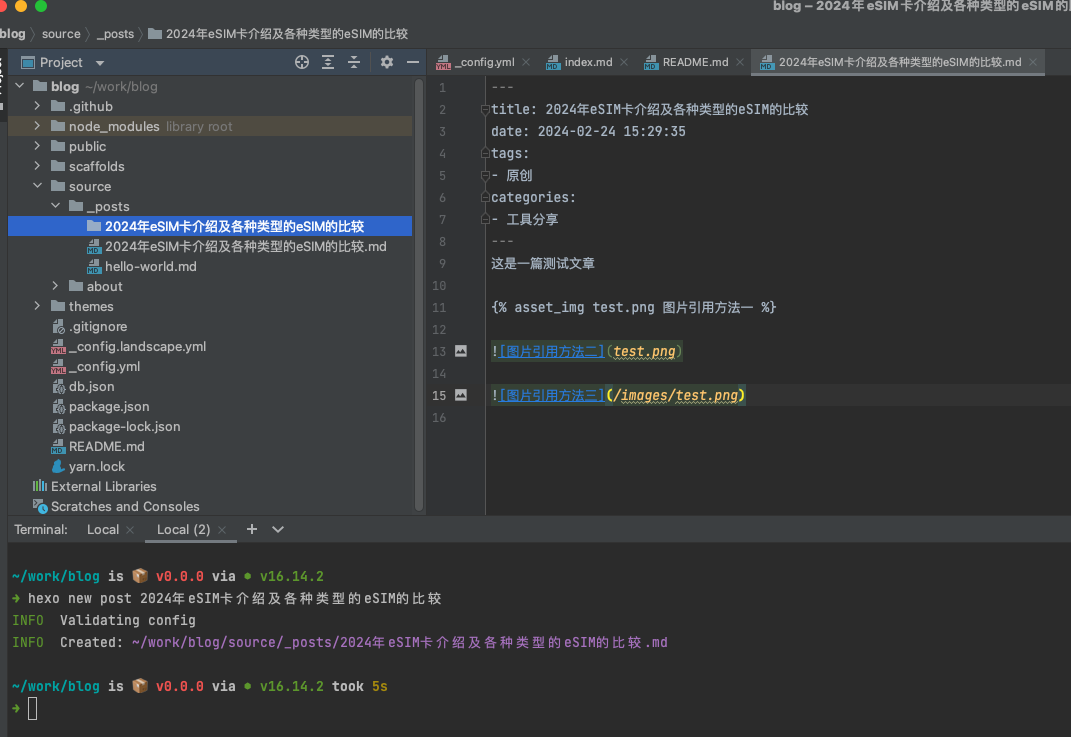 blog – 2024年eSIM卡介绍及各种类型的eSIM的
blog source _posts 2024年eSIM卡介绍及各种类型的eSIM的比较
Project
_config.yml
index.md
README.md
2024年eSIM卡介绍及各种类型的eSIM的比较.md
blog ~/work/blog
.github
node_modules library root
public
scaffolds
source
_posts
2024年eSIM卡介绍及各种类型的eSIM的比较
2024年eSIM卡介绍及各种类型的eSIM的比较.md
hello-world.md
about
themes
.gitignore
_config.landscape.yml
_config.yml
db.json
package.json
package-lock.json
README.md
yarn.lock
External Libraries
Scratches and Consoles
1 ---
2 title: 2024年eSIM卡介绍及各种类型的eSIM的比较
3 date: 2024-02-24 15:29:35
4 tags:
5 - 原创
6 categories:
7 - 工具分享
8 ---
9 这是一篇测试文章
10
11 {% asset_img test.png 图片引用方法一 %}
12
13 ![图片引用方法二](test.png)
14
15 ![图片引用方法三](/images/test.png)
16
Terminal: Local Local (2)
~/work/blog is 📦 v0.0.0 via ● v16.14.2
➜ hexo new post 2024年eSIM卡介绍及各种类型的eSIM的比较
INFO Validating config
INFO Created: ~/work/blog/source/_posts/2024年eSIM卡介绍及各种类型的eSIM的比较.md
~/work/blog is 📦 v0.0.0 via ● v16.14.2 took 5s
➜